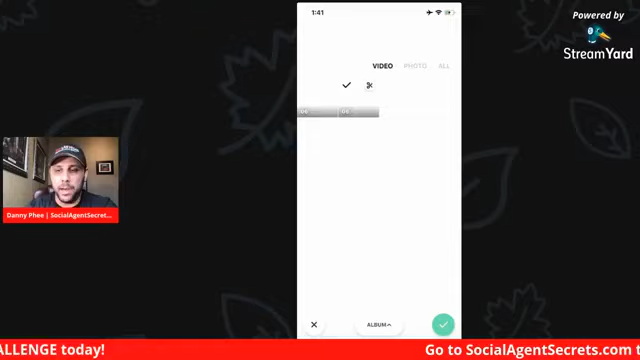 1:41
Powered by
StreamYard
VIDEO PHOTO ALL
Danny Phee | SocialAgentSecret...
ALBUM
ALLENGE today!
Go to SocialAgentSecrets.com t